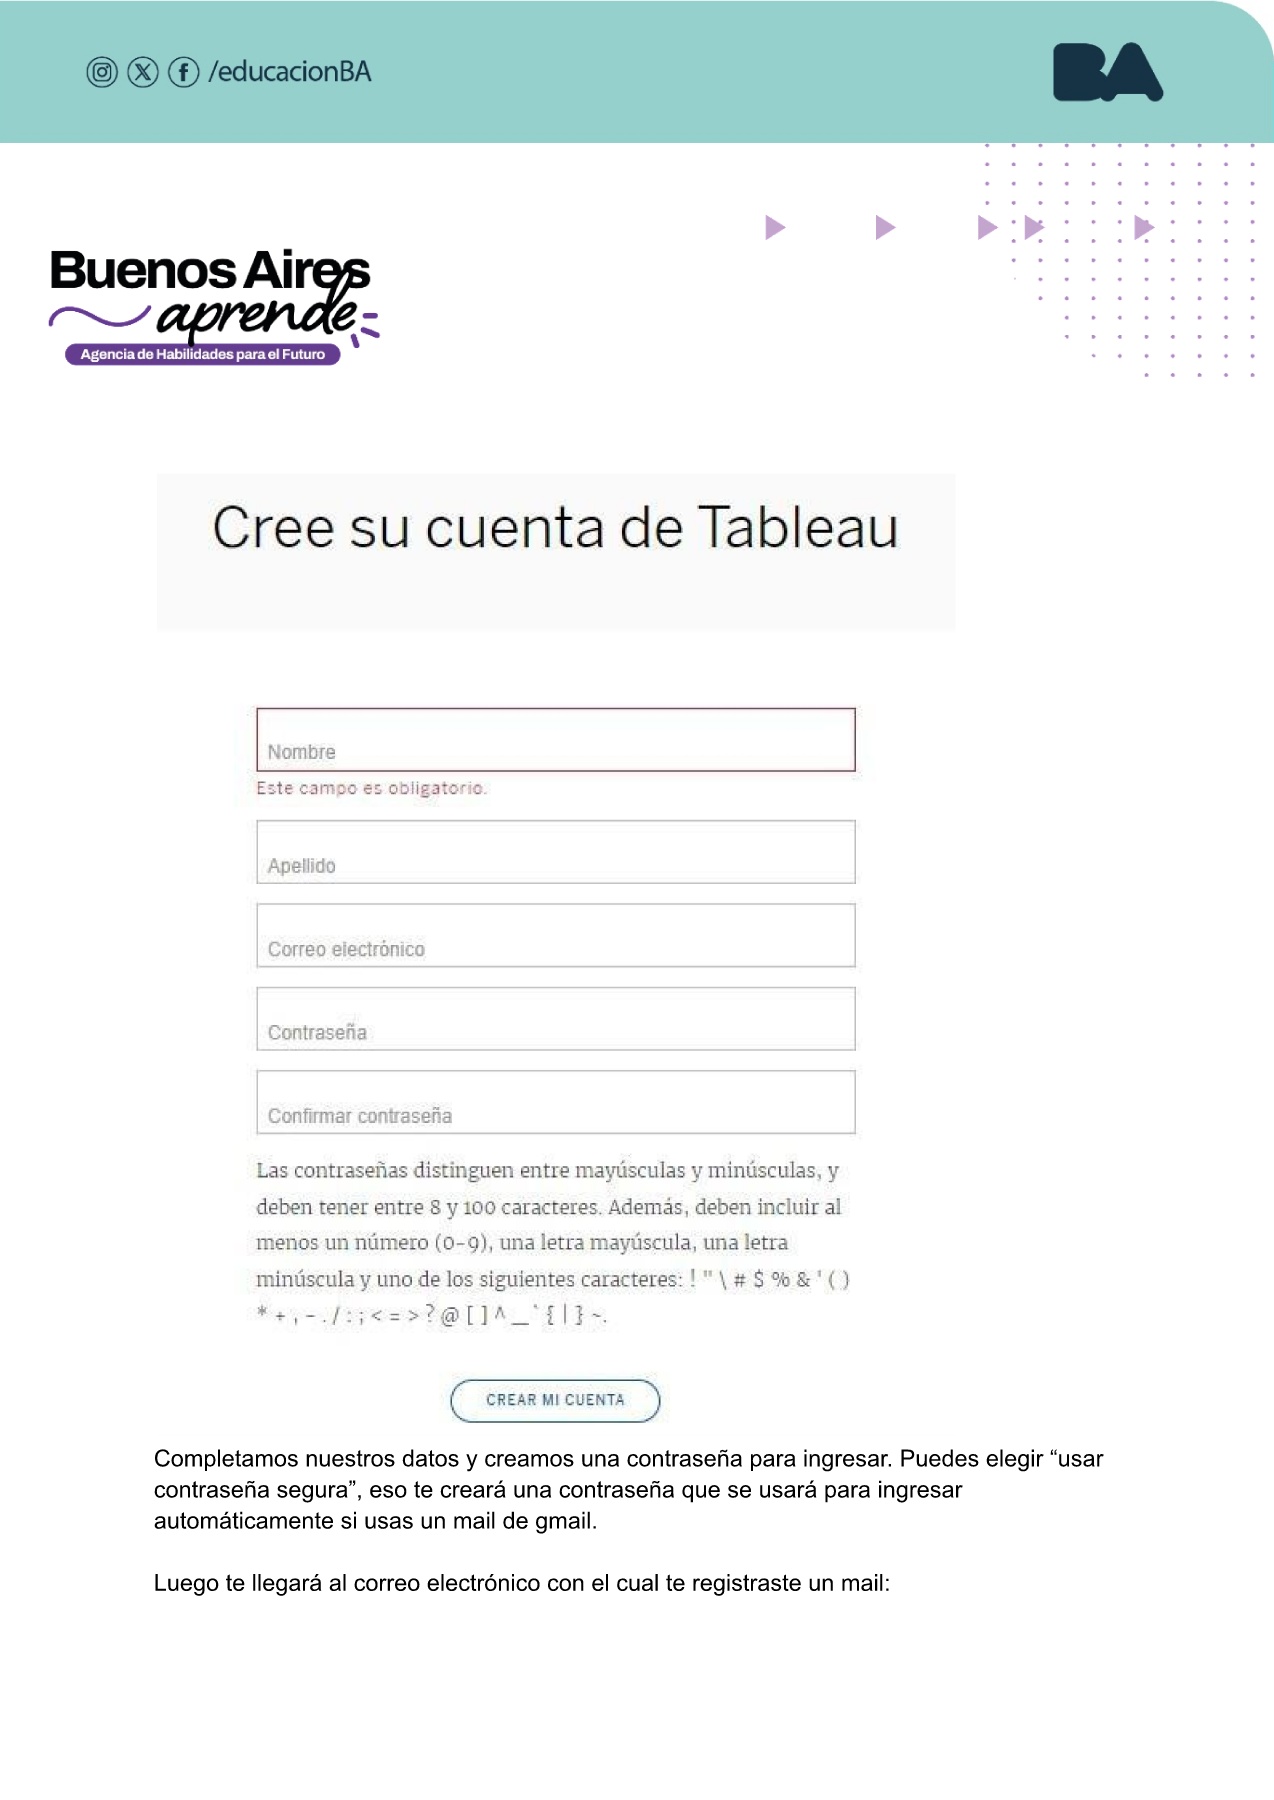 /educacionBA
BA
Buenos Aires
aprende
Agencia de Habilidades para el Futuro
Cree su cuenta de Tableau
Nombre
Este campo es obligatorio.
Apellido
Correo electrónico
Contraseña
Confirmar contraseña
Las contraseñas distinguen entre mayúsculas y minúsculas, y
deben tener entre 8 y 100 caracteres. Además, deben incluir al
menos un número (0-9), una letra mayúscula, una letra
minúscula y uno de los siguientes caracteres: ! " \ # $ % & ' ( )
* + , - . / : ; < = > ? @ [ ] ^ _ ` { | } ~.
CREAR MI CUENTA
Completamos nuestros datos y creamos una contraseña para ingresar. Puedes elegir “usar
contraseña segura”, eso te creará una contraseña que se usará para ingresar
automáticamente si usas un mail de gmail.
Luego te llegará al correo electrónico con el cual te registraste un mail: